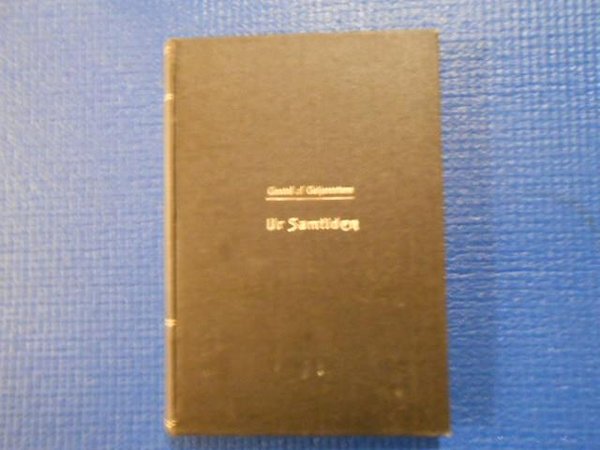 Gustaf af Geijerstam
Ur Samtiden